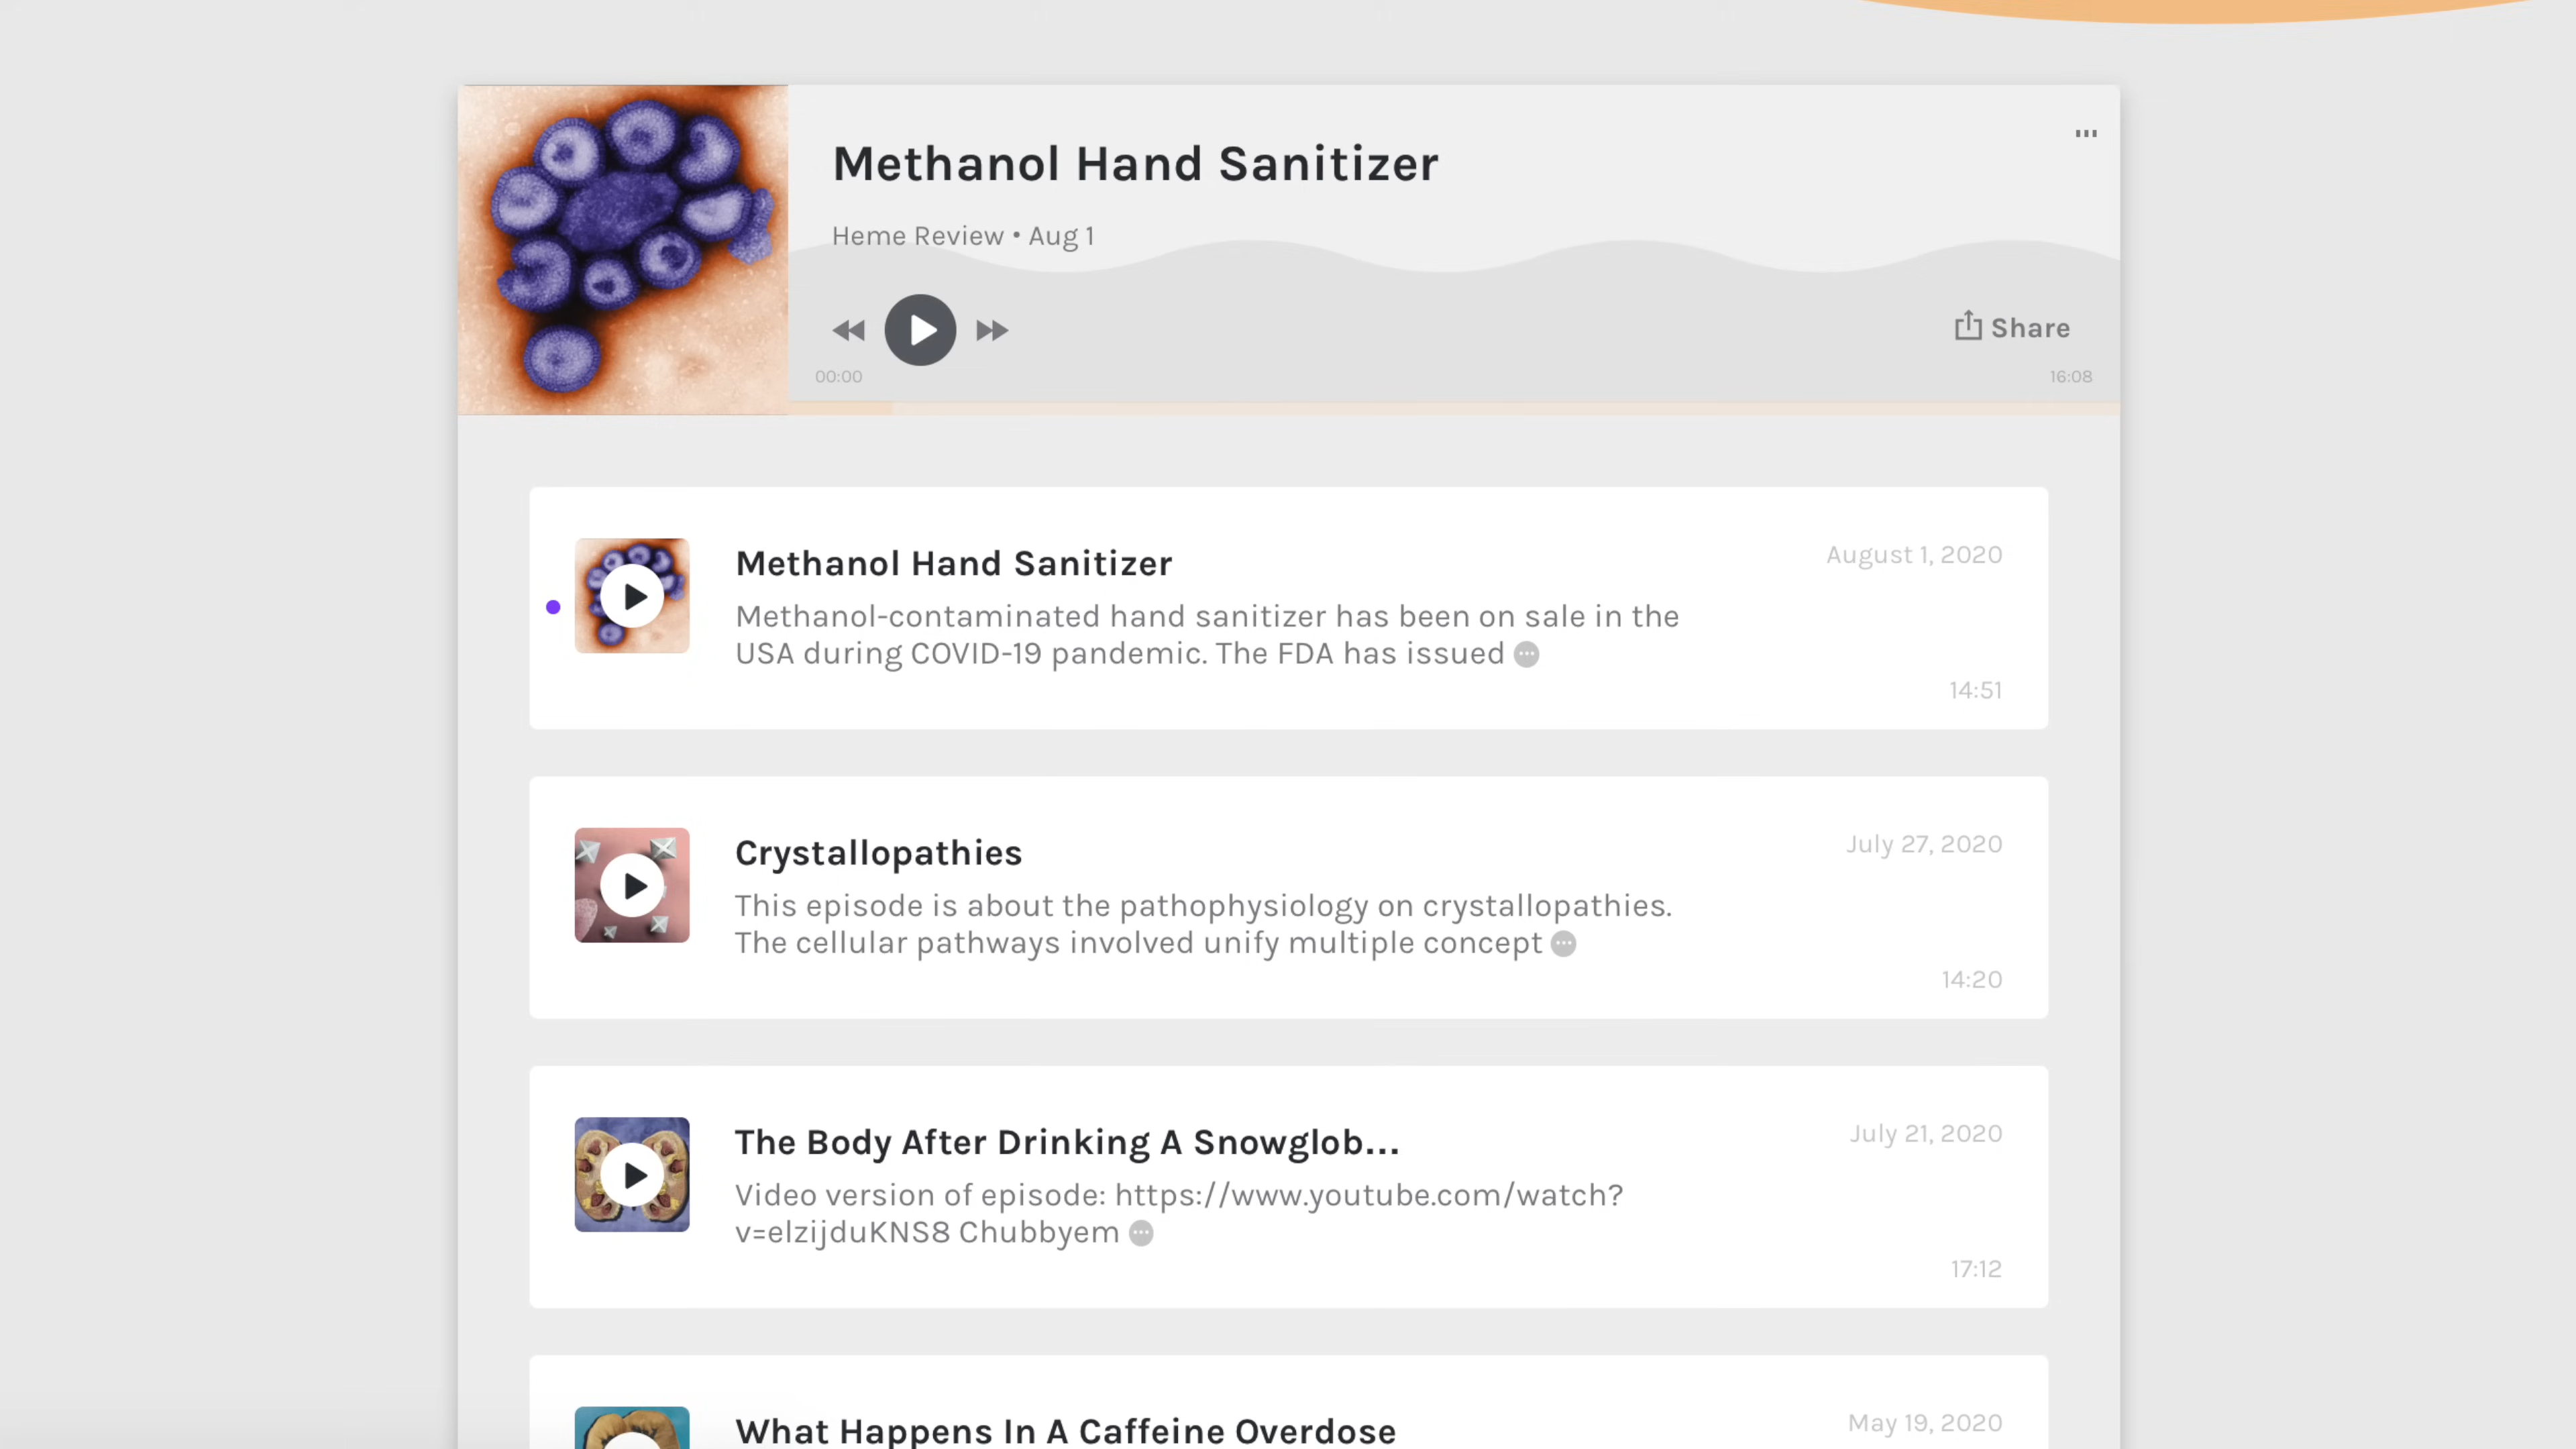 Methanol Hand Sanitizer
Heme Review • Aug 1
Share
00:00
16:08
Methanol Hand Sanitizer
August 1, 2020
Methanol-contaminated hand sanitizer has been on sale in the
USA during COVID-19 pandemic. The FDA has issued
14:51
Crystallopathies
July 27, 2020
This episode is about the pathophysiology on crystallopathies.
The cellular pathways involved unify multiple concept
14:20
The Body After Drinking A Snowglob...
July 21, 2020
Video version of episode: https://www.youtube.com/watch?
v=elzijduKNS8 Chubbyem
17:12
What Happens In A Caffeine Overdose
May 19, 2020